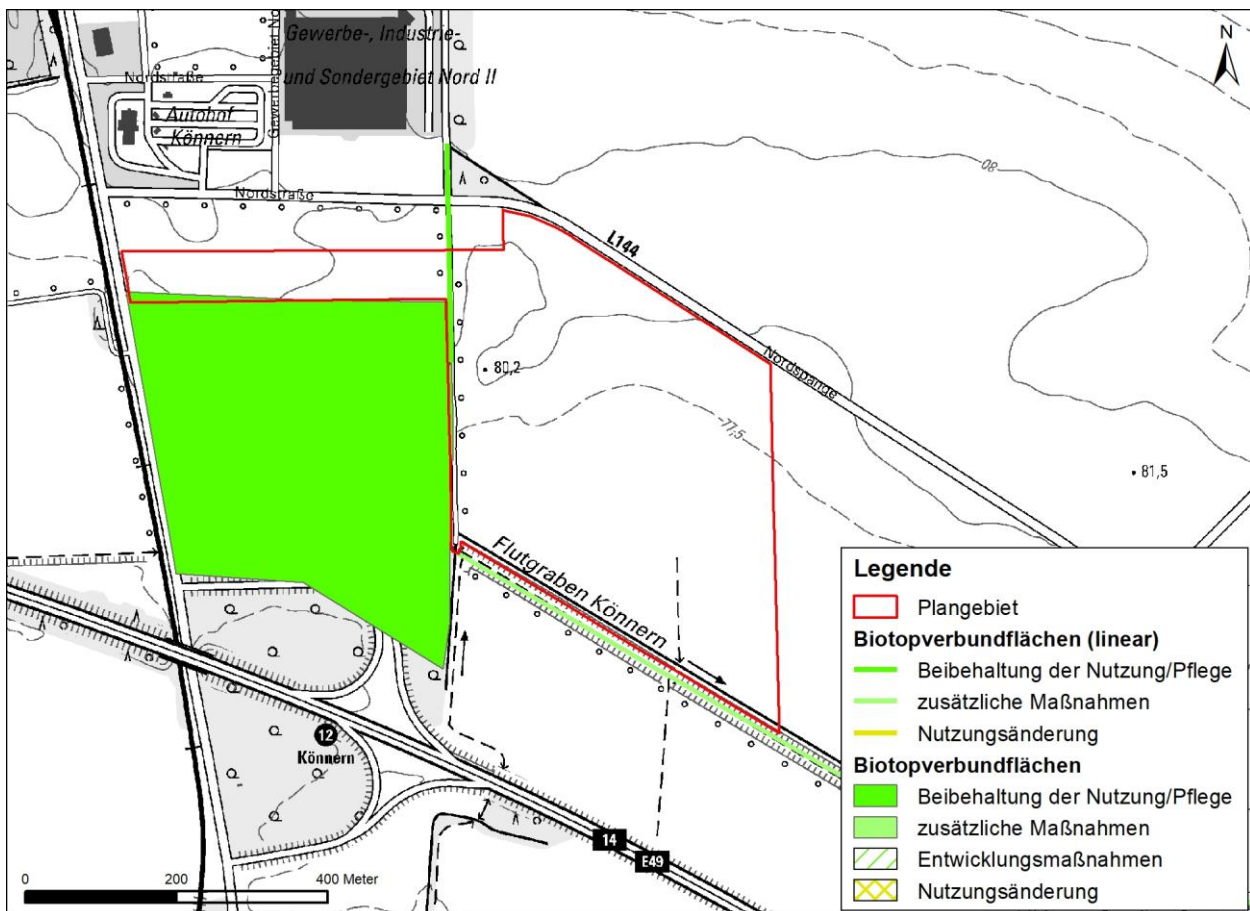 Gewerbe-, Industrie-
und Sondergebiet Nord II
N
Nordstraße
Gewerbegebiet No
Autohof
Könnern
Nordstraße
L144
80
Nordspange
80,2
77,5
81,5
Flutgraben Könnern
12
Könnern
14
E49
0 200 400 Meter
Legende
Plangebiet
Biotopverbundflächen (linear)
Beibehaltung der Nutzung/Pflege
zusätzliche Maßnahmen
Nutzungsänderung
Biotopverbundflächen
Beibehaltung der Nutzung/Pflege
zusätzliche Maßnahmen
Entwicklungsmaßnahmen
Nutzungsänderung